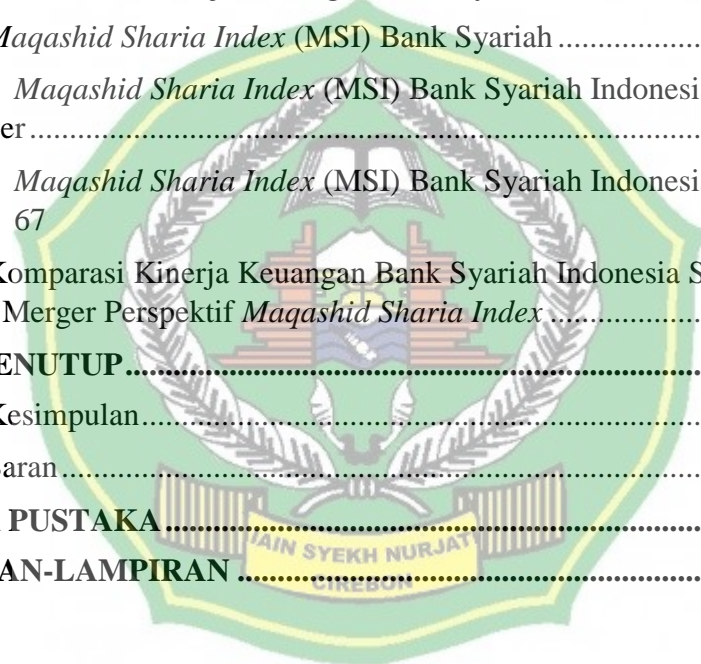 Maqashid Sharia Index (MSI) Bank Syariah ....................
Maqashid Sharia Index (MSI) Bank Syariah Indonesi
er ....................
Maqashid Sharia Index (MSI) Bank Syariah Indonesi
67
Komparasi Kinerja Keuangan Bank Syariah Indonesia S
Merger Perspektif Maqashid Sharia Index ....................
ENUTUP ....................
Kesimpulan ....................
Saran ....................
PUSTAKA ....................
IAIN SYEKH NURJATI
AN-LAMPIRAN ....................
CIREBON